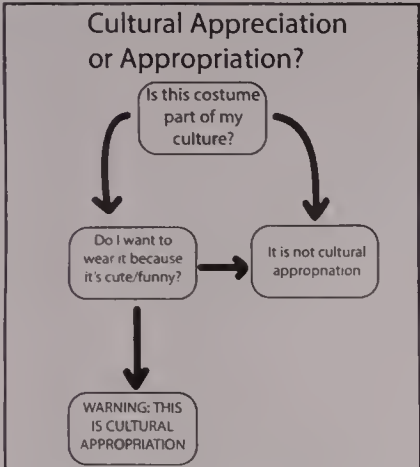 Cultural Appreciation
or Appropriation?
Is this costume
part of my
culture?
Do I want to
wear it because
it's cute/funny?
It is not cultural
appropnation
WARNING: THIS
IS CULTURAL
APPROPRIATION